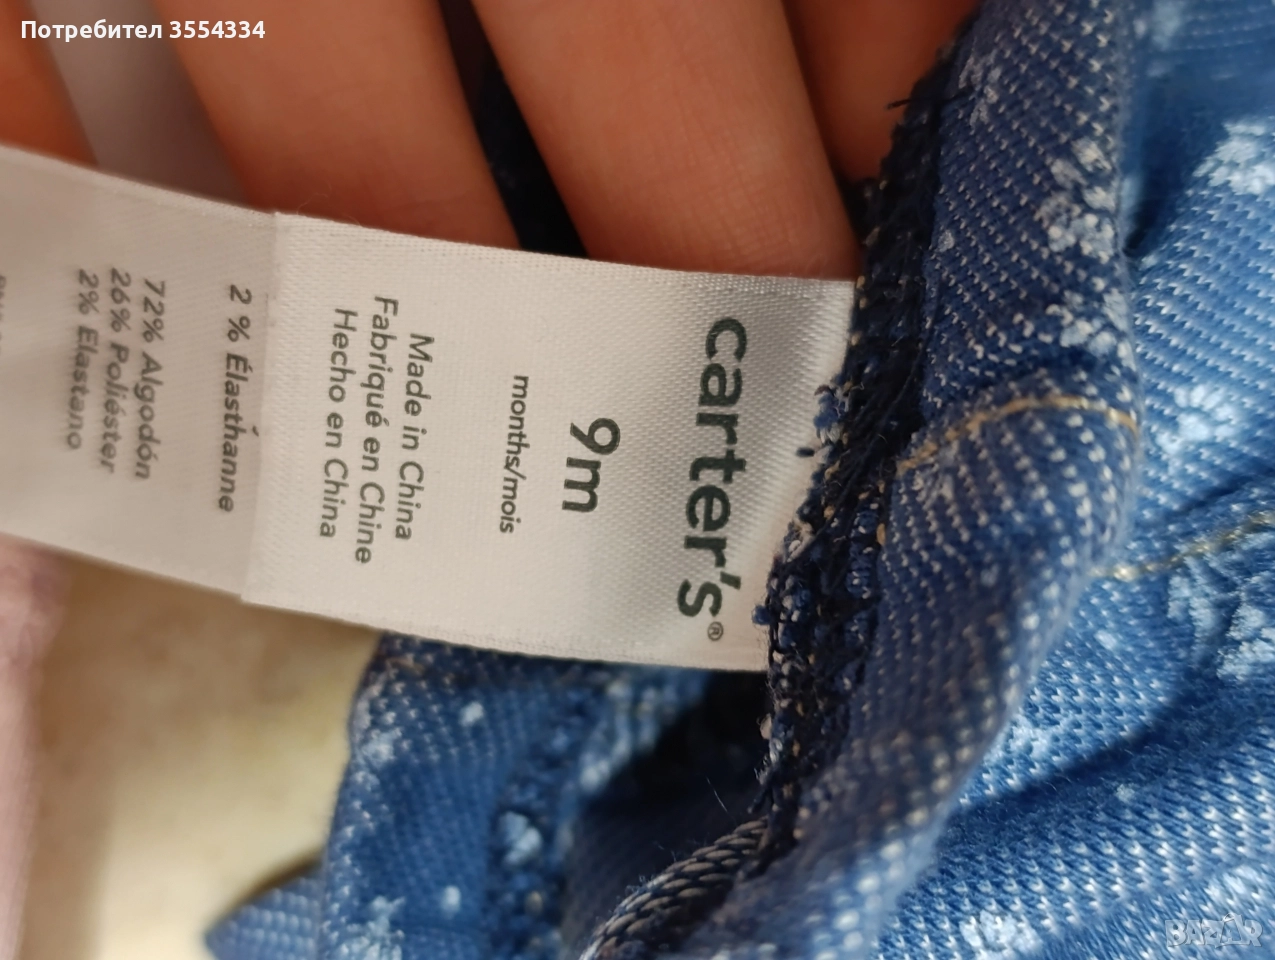 Потребител 3554334
carter's®
9m
months/mois
Made in China
Fabriqué en Chine
Hecho en China
2 % Élasthanne
72% Algodón
26% Poliéster
2% Elastano
BAZAR